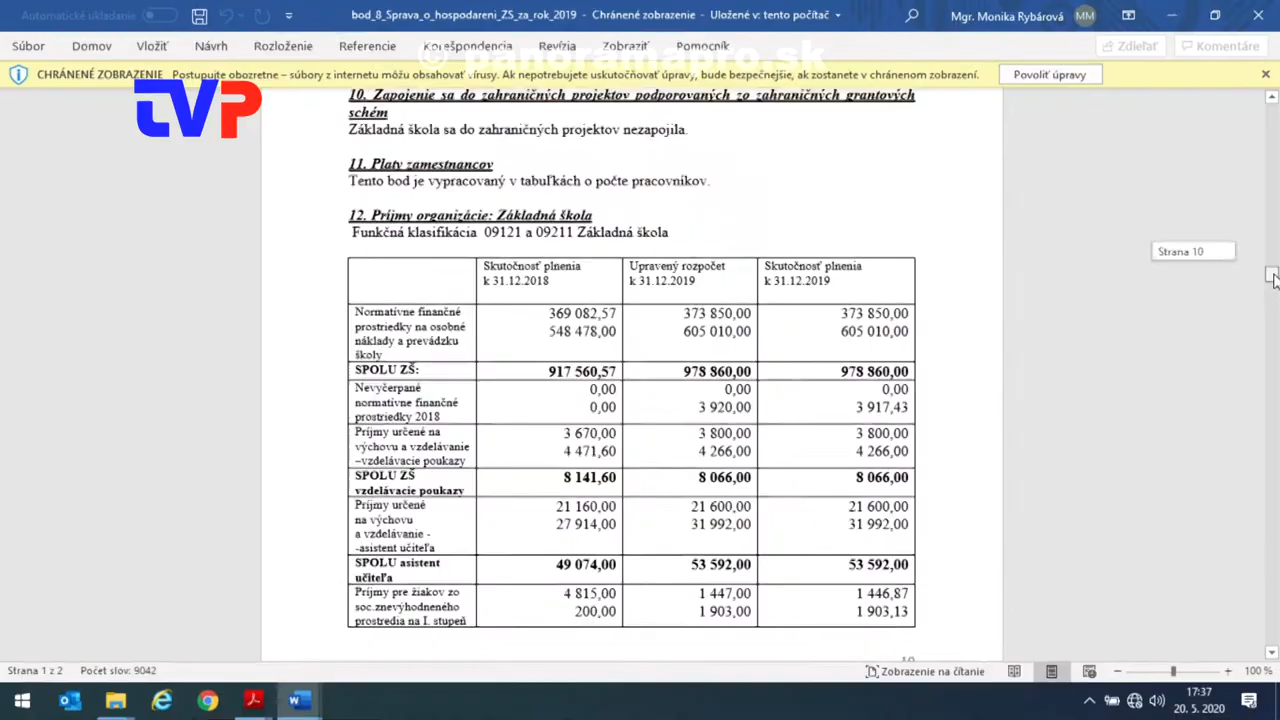 Automatické ukladanie
bod_8_Sprava_o_hospodareni_ZS_za_rok_2019 - Chránené zobrazenie - Uložené v: tento počítač
Mgr. Monika Rybárová MM
Súbor Domov Vložiť Návrh Rozloženie Referencie Korešpondencia Revízia Zobraziť Pomocník Zdieľať Komentáre
© panoramapro.sk
CHRÁNENÉ ZOBRAZENIE Postupujte obozretne – súbory z internetu môžu obsahovať vírusy. Ak nepotrebujete uskutočňovať úpravy, bude bezpečnejšie, ak zostanete v chránenom zobrazení. Povoliť úpravy
TVP
10. Zapojenie sa do zahraničných projektov podporovaných zo zahraničných grantových
schém
Základná škola sa do zahraničných projektov nezapojila.
11. Platy zamestnancov
Tento bod je vypracovaný v tabuľkách o počte pracovníkov.
12. Príjmy organizácie: Základná škola
Funkčná klasifikácia 09121 a 09211 Základná škola
Strana 10
Skutočnosť plnenia Upravený rozpočet Skutočnosť plnenia
k 31.12.2018 k 31.12.2019 k 31.12.2019
Normatívne finančné 369 082,57 373 850,00 373 850,00
prostriedky na osobné 548 478,00 605 010,00 605 010,00
náklady a prevádzku
školy
SPOLU ZŠ: 917 560,57 978 860,00 978 860,00
Nevyčerpané 0,00 0,00 0,00
normatívne finančné 0,00 3 920,00 3 917,43
prostriedky 2018
Príjmy určené na 3 670,00 3 800,00 3 800,00
výchovu a vzdelávanie 4 471,60 4 266,00 4 266,00
–vzdelávacie poukazy
SPOLU ZŠ 8 141,60 8 066,00 8 066,00
vzdelávacie poukazy
Príjmy určené 21 160,00 21 600,00 21 600,00
na výchovu 27 914,00 31 992,00 31 992,00
a vzdelávanie -
-asistent učiteľa
SPOLU asistent 49 074,00 53 592,00 53 592,00
učiteľa
Príjmy pre žiakov zo 4 815,00 1 447,00 1 446,87
soc.znevýhodneného 200,00 1 903,00 1 903,13
prostredia na I. stupeň
Strana 1 z 2 Počet slov: 9042 Zobrazenie na čítanie 100 %
17:37
20. 5. 2020